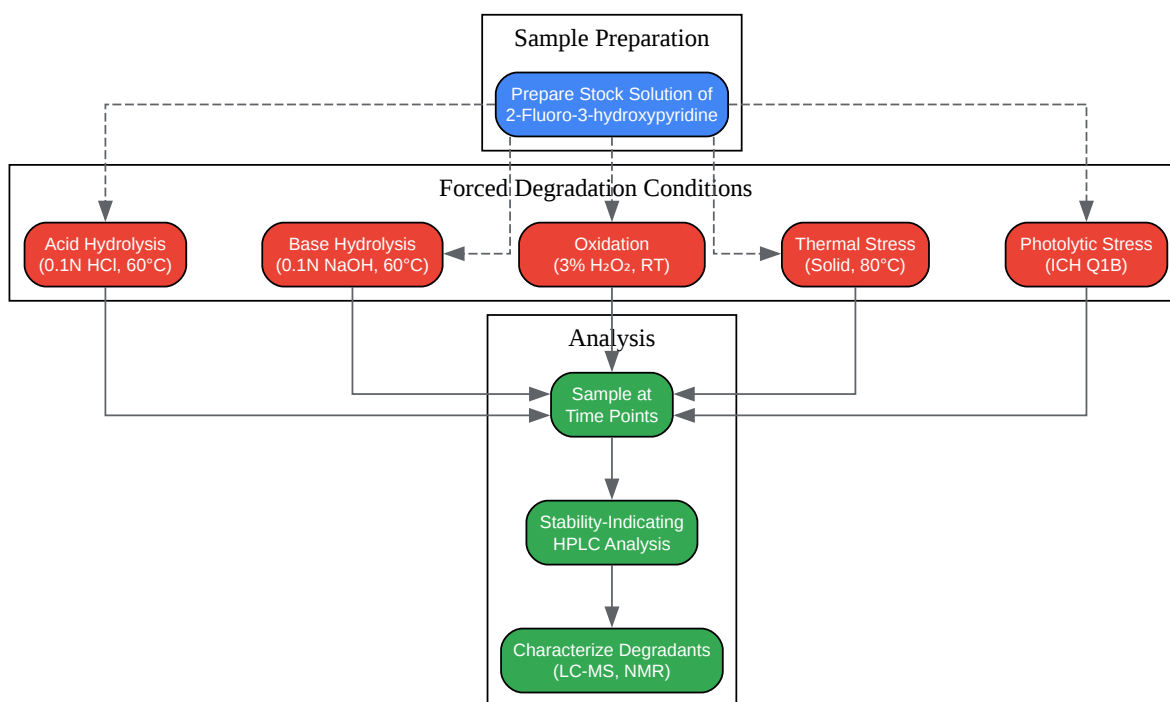 Sample Preparation
Prepare Stock Solution of
2-Fluoro-3-hydroxypyridine
Forced Degradation Conditions
Acid Hydrolysis
(0.1N HCl, 60°C)
Base Hydrolysis
(0.1N NaOH, 60°C)
Oxidation
(3% H₂O₂, RT)
Thermal Stress
(Solid, 80°C)
Photolytic Stress
(ICH Q1B)
Analysis
Sample at
Time Points
Stability-Indicating
HPLC Analysis
Characterize Degradants
(LC-MS, NMR)